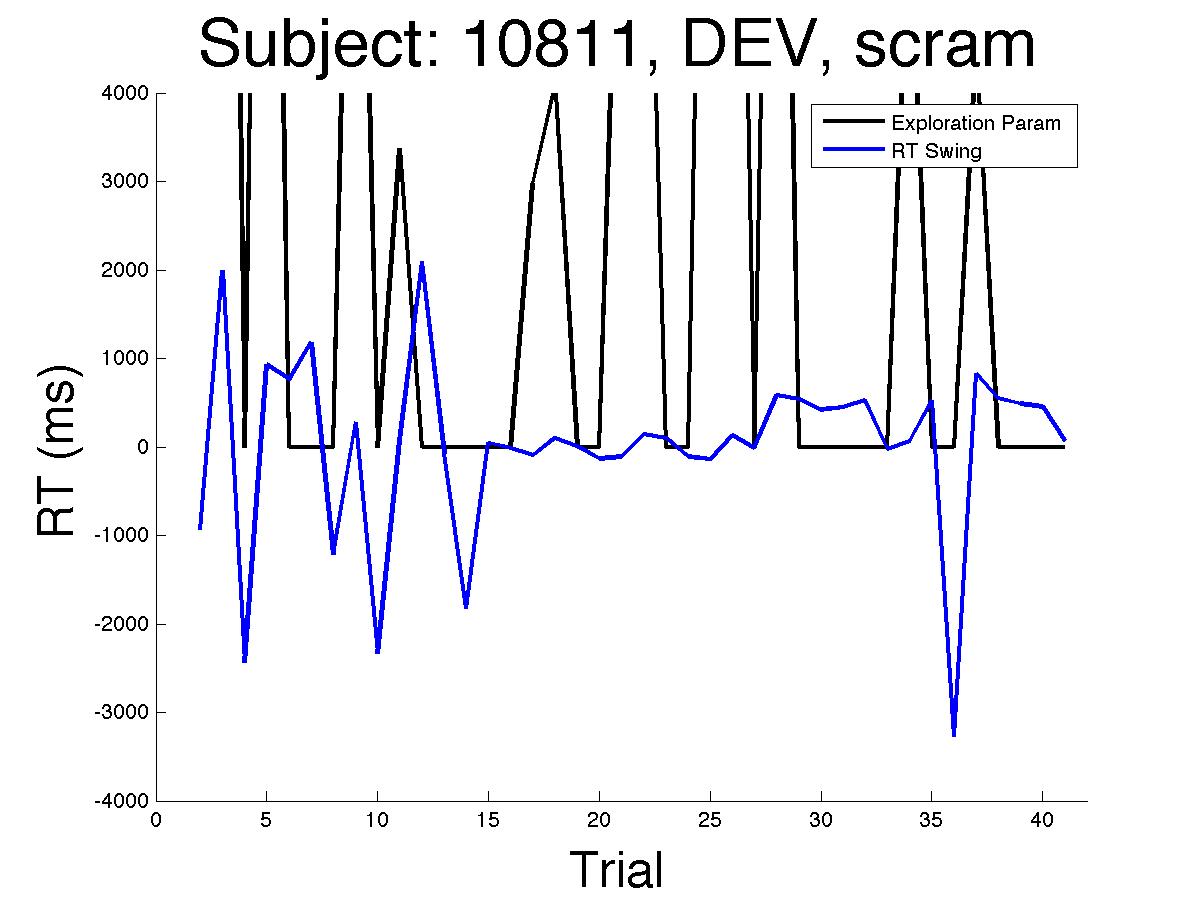 Subject: 10811, DEV, scram
4000
3000
2000
1000
0
-1000
-2000
-3000
-4000
RT (ms)
Exploration Param
RT Swing
0 5 10 15 20 25 30 35 40
Trial